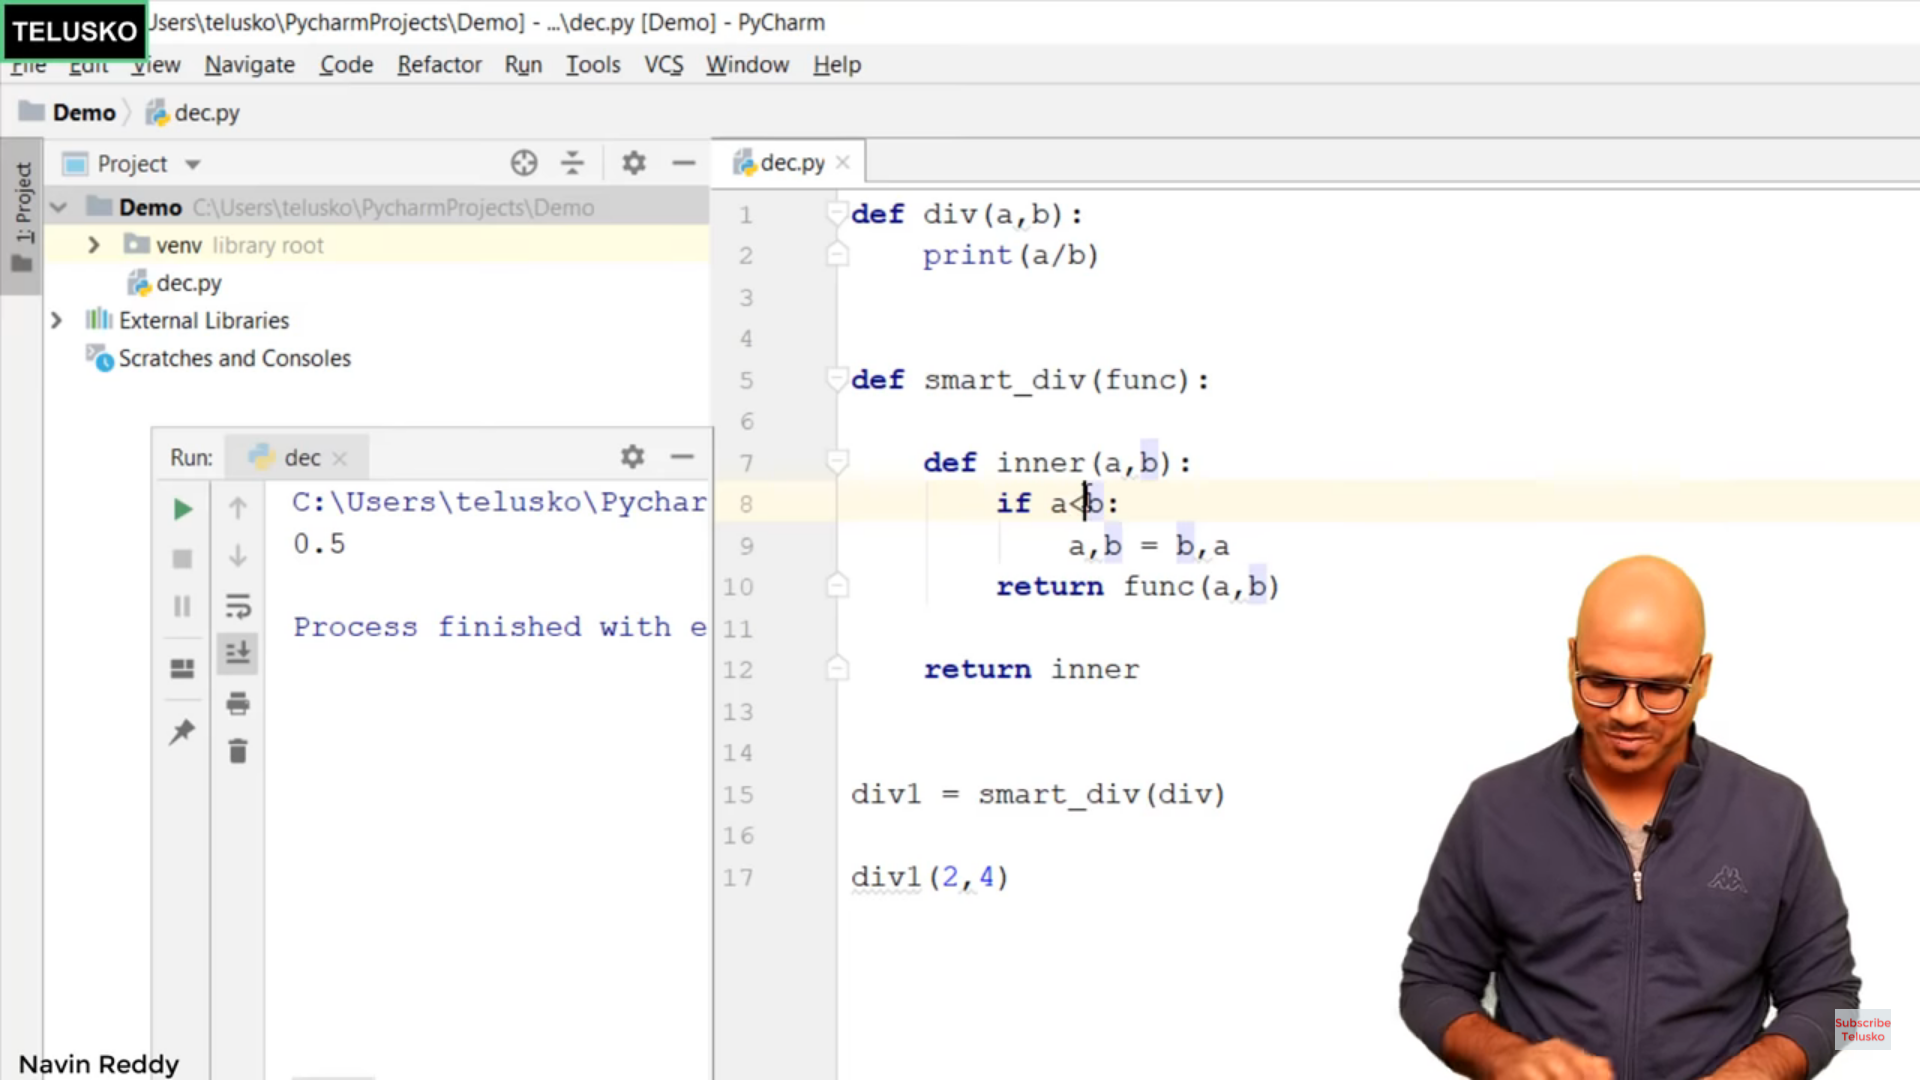 TELUSKO
Jsers\telusko\PycharmProjects\Demo] - ...\dec.py [Demo] - PyCharm
File Edit View Navigate Code Refactor Run Tools VCS Window Help
Demo dec.py
1: Project
Project
Demo C:\Users\telusko\PycharmProjects\Demo
venv library root
dec.py
External Libraries
Scratches and Consoles
Run: dec
C:\Users\telusko\Pychar
0.5
Process finished with e
dec.py
1 def div(a,b):
2 print(a/b)
3
4
5 def smart_div(func):
6
7 def inner(a,b):
8 if a<b:
9 a,b = b,a
10 return func(a,b)
11
12 return inner
13
14
15 div1 = smart_div(div)
16
17 div1(2,4)
Navin Reddy
Subscribe
Telusko